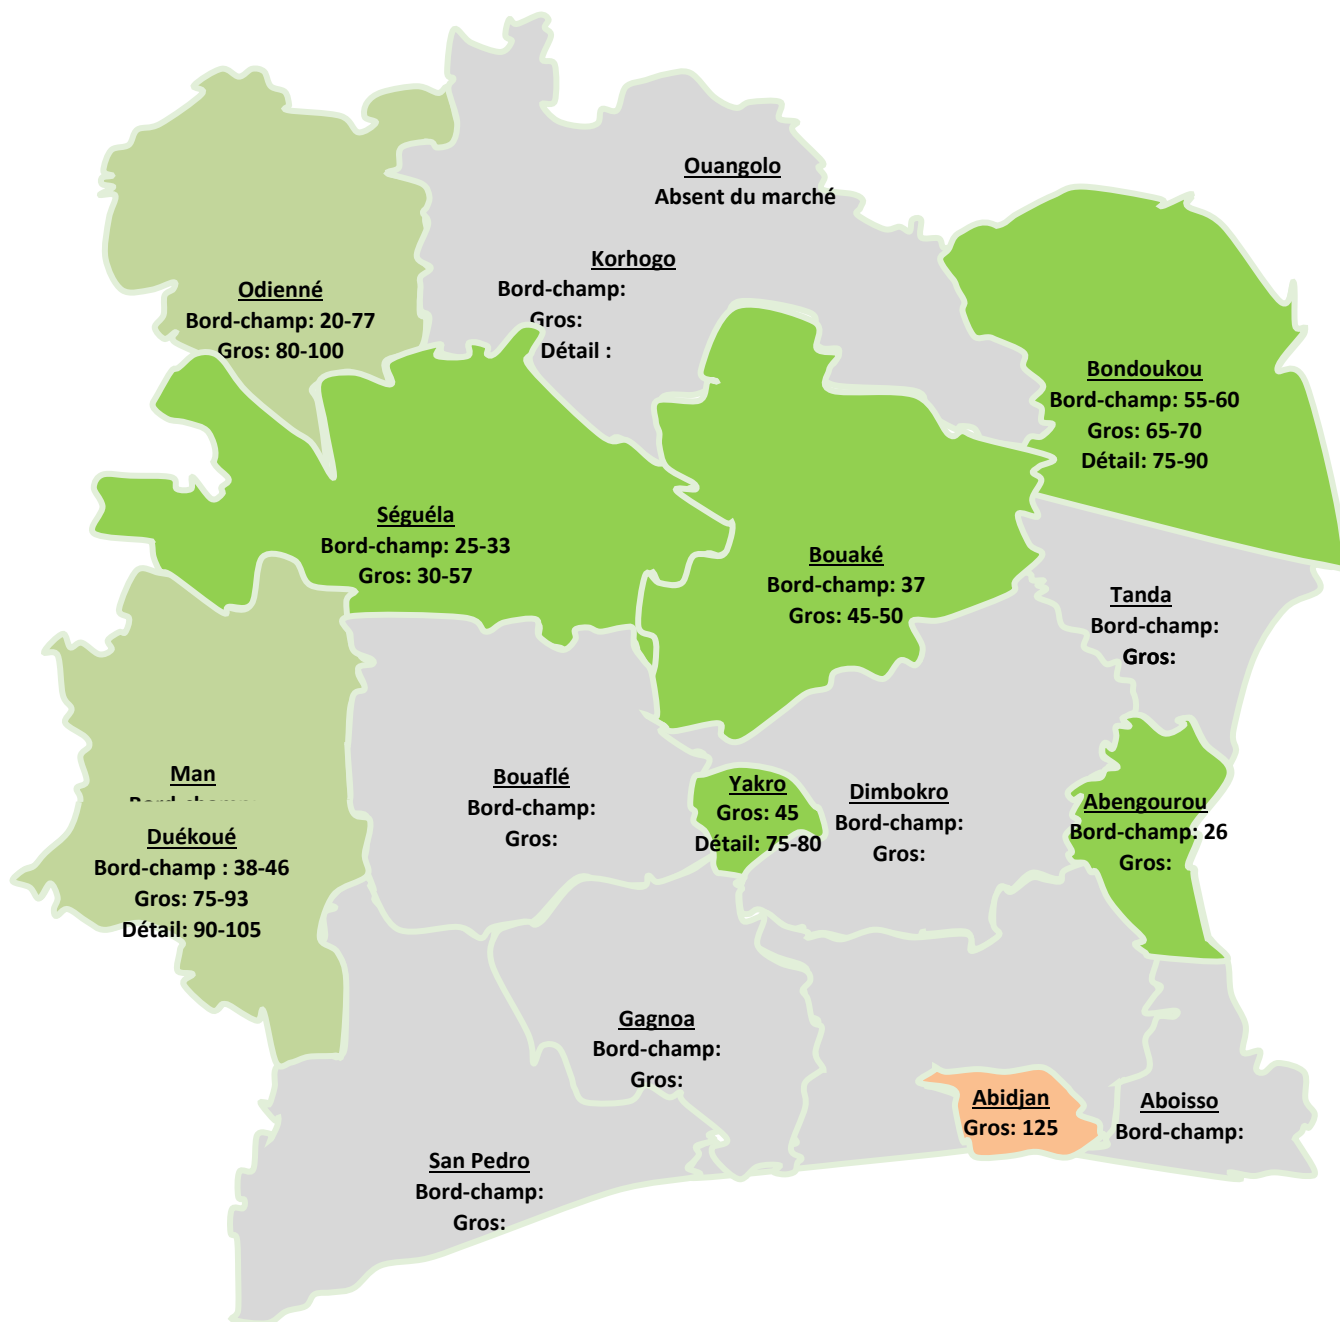 Ouangolo
Absent du marché
Korhogo
Bord-champ:
Gros:
Détail :
Odienné
Bord-champ: 20-77
Gros: 80-100
Bondoukou
Bord-champ: 55-60
Gros: 65-70
Détail: 75-90
Séguéla
Bord-champ: 25-33
Gros: 30-57
Bouaké
Bord-champ: 37
Gros: 45-50
Tanda
Bord-champ:
Gros:
Man
Duékoué
Bord-champ : 38-46
Gros: 75-93
Détail: 90-105
Bouaflé
Bord-champ:
Gros:
Yakro
Gros: 45
Détail: 75-80
Dimbokro
Bord-champ:
Gros:
Abengourou
Bord-champ: 26
Gros:
Gagnoa
Bord-champ:
Gros:
Abidjan
Gros: 125
Aboisso
Bord-champ:
San Pedro
Bord-champ:
Gros: